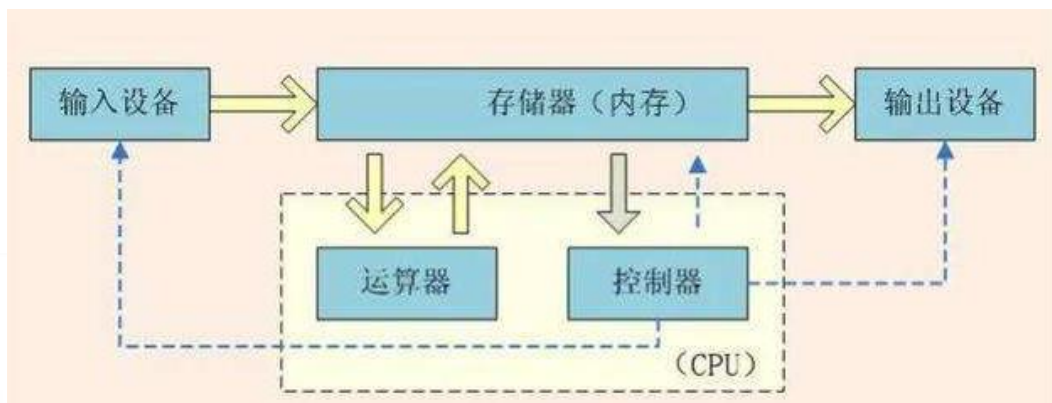 输入设备
存储器（内存）
输出设备
运算器
控制器
（CPU）